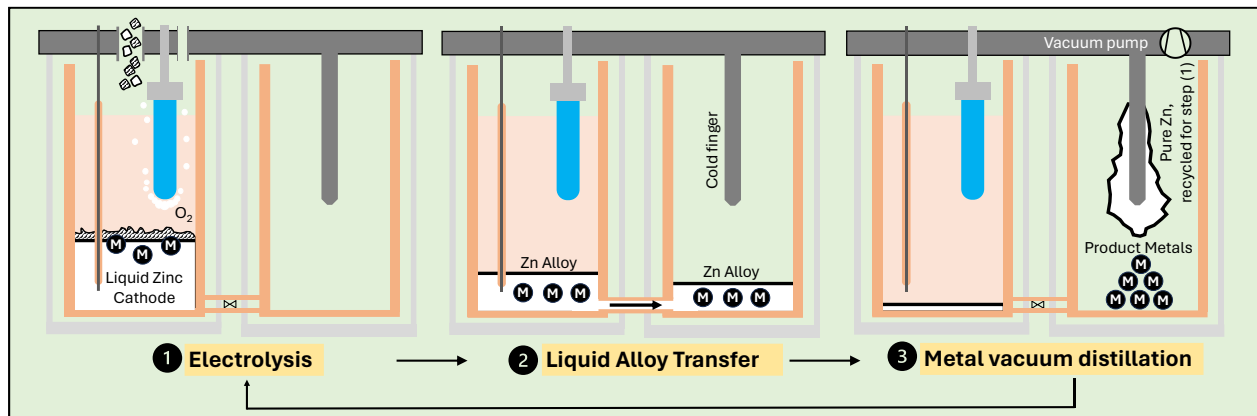 O2
M M M
Liquid Zinc
Cathode
1 Electrolysis
Cold finger
Zn Alloy
M M M
Zn Alloy
M M M
2 Liquid Alloy Transfer
Vacuum pump
Pure Zn,
recycled for step (1)
Product Metals
M
M M
M M M
3 Metal vacuum distillation